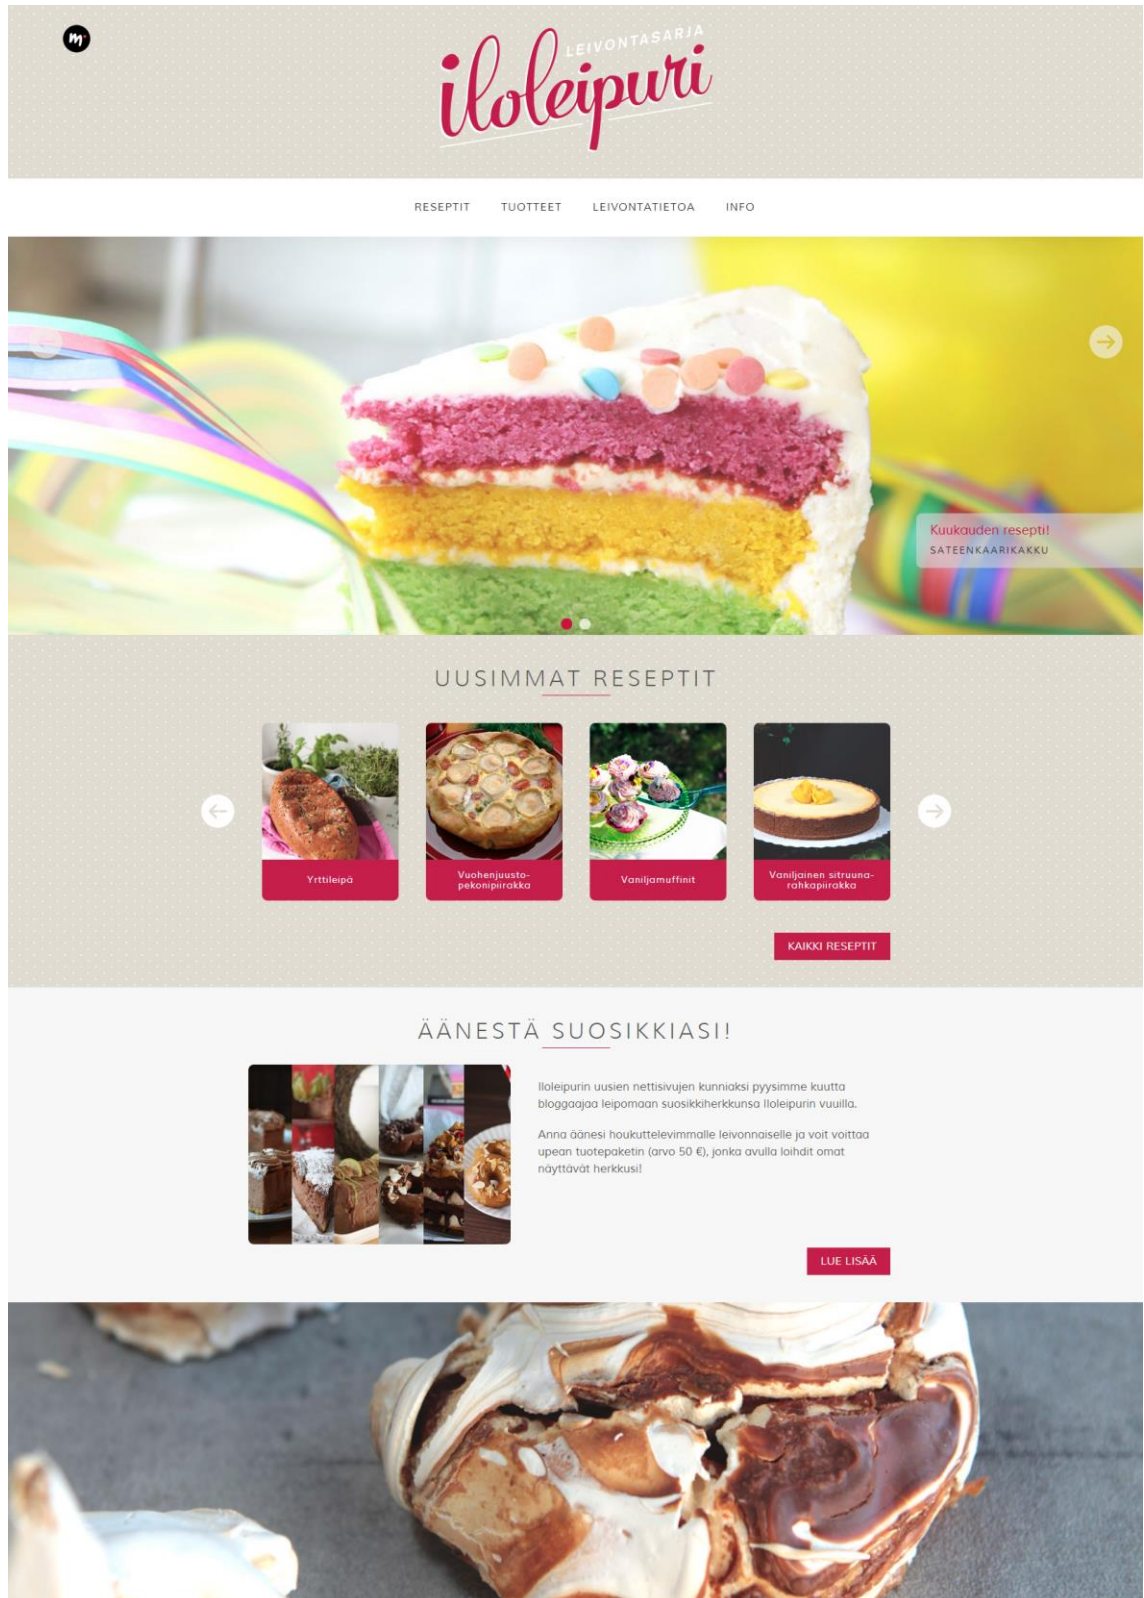 m
LEIVONTASARJA
iloleipuri
RESEPTIT TUOTTEET LEIVONTATIETOA INFO
Kuukauden resepti!
SATEENKAARIKAKKU
UUSIMMAT RESEPTIT
Yrttileipä
Vuohenjuusto-
pekonipiirakka
Vaniljamuffinit
Vaniljainen sitruuna-
rahkapiirakka
KAIKKI RESEPTIT
ÄÄNESTÄ SUOSIKKIASI!
Iloleipurin uusien nettisivujen kunniaksi pyysimme kuutta
bloggaajaa leipomaan suosikkiherkkunsa Iloleipurin vuuilla.
Anna äänesi houkuttelevimmalle leivonnaiselle ja voit voittaa
upean tuotepaketin (arvo 50 €), jonka avulla loihdit omat
näyttävät herkkusi!
LUE LISÄÄ